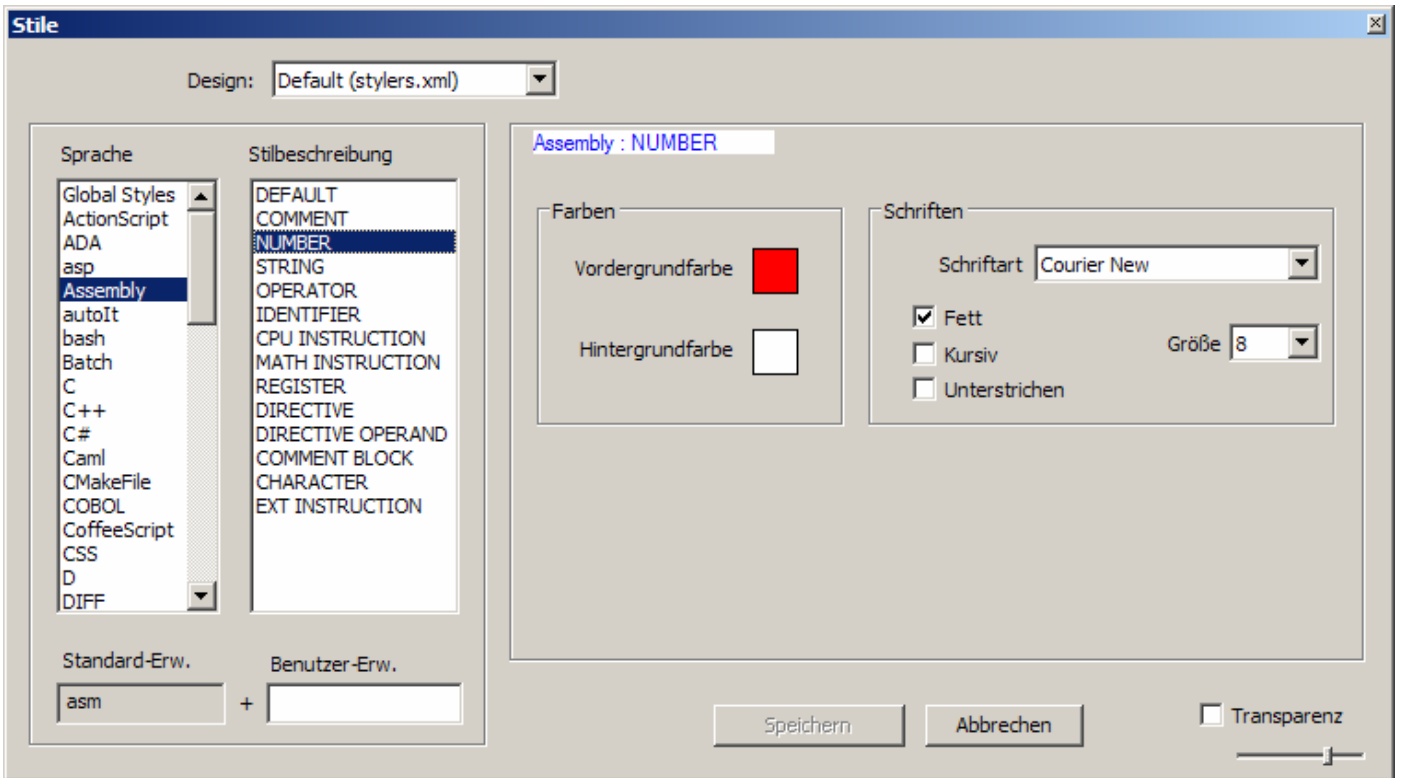 Stile
Design: Default (stylers.xml)
Sprache
Global Styles
ActionScript
ADA
asp
Assembly
autoIt
bash
Batch
C
C++
C#
Caml
CMakeFile
COBOL
CoffeeScript
CSS
D
DIFF
Stilbeschreibung
DEFAULT
COMMENT
NUMBER
STRING
OPERATOR
IDENTIFIER
CPU INSTRUCTION
MATH INSTRUCTION
REGISTER
DIRECTIVE
DIRECTIVE OPERAND
COMMENT BLOCK
CHARACTER
EXT INSTRUCTION
Standard-Erw.
asm
+
Benutzer-Erw.
Assembly : NUMBER
Farben
Vordergrundfarbe
Hintergrundfarbe
Schriften
Schriftart Courier New
Fett
Kursiv
Unterstrichen
Größe 8
Speichern
Abbrechen
Transparenz